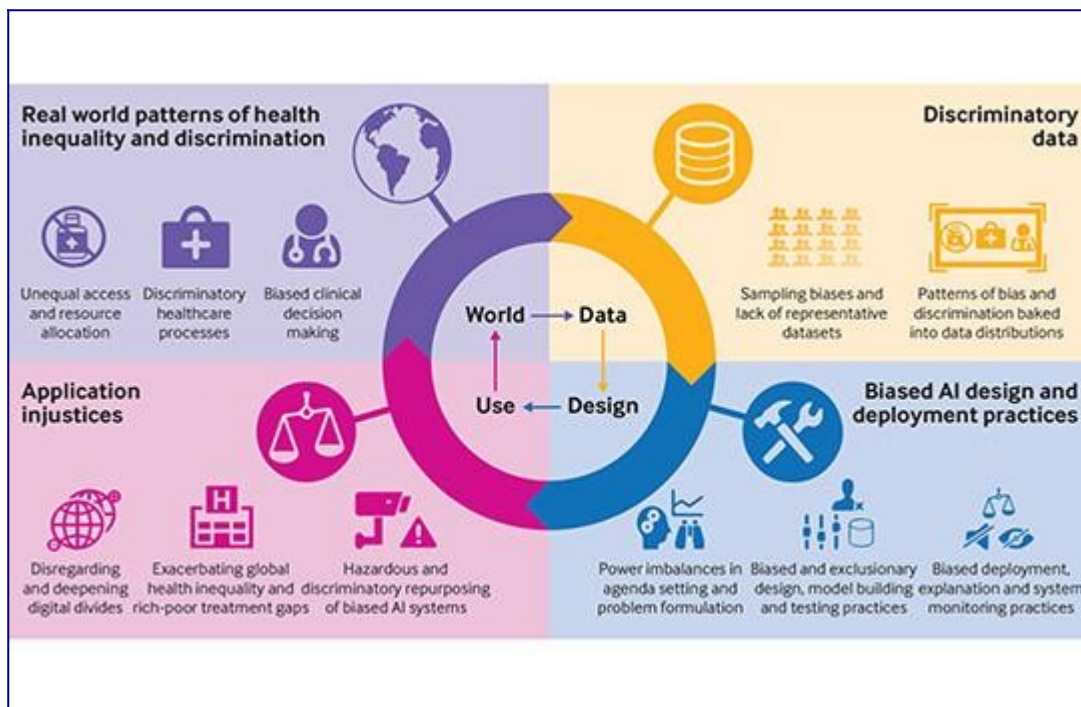 Real world patterns of health
inequality and discrimination
Unequal access
and resource
allocation
Discriminatory
healthcare
processes
Biased clinical
decision
making
Discriminatory
data
Sampling biases and
lack of representative
datasets
Patterns of bias and
discrimination baked
into data distributions
World
Data
Use
Design
Application
injustices
Disregarding
and deepening
digital divides
Exacerbating global
health inequality and
rich-poor treatment gaps
H
Hazardous and
discriminatory repurposing
of biased AI systems
Biased AI design and
deployment practices
Power imbalances in
agenda setting and
problem formulation
Biased and exclusionary
design, model building
and testing practices
Biased deployment,
explanation and system
monitoring practices